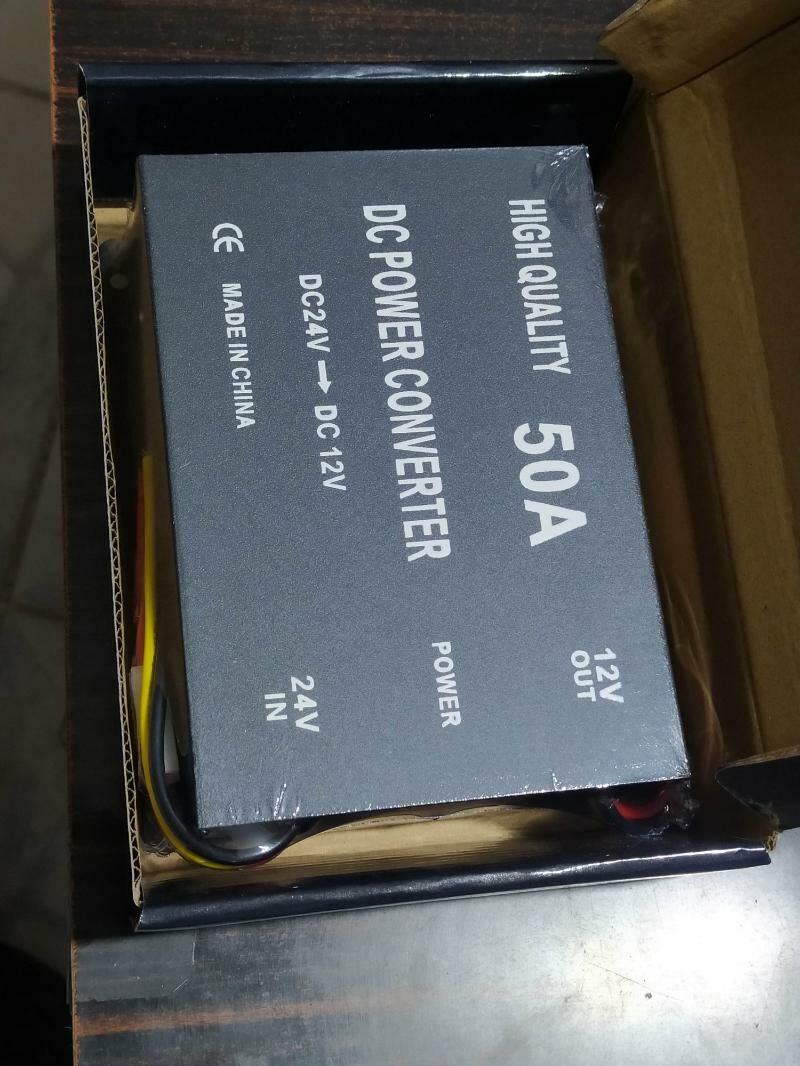 HIGH QUALITY 50A
DC POWER CONVERTER
DC24V → DC 12V
CE MADE IN CHINA
12V
OUT
POWER
24V
IN